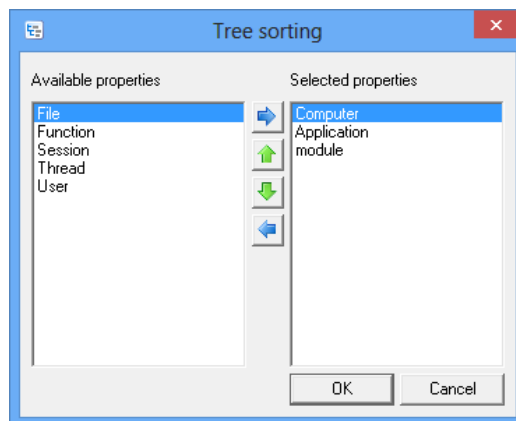 Tree sorting
Available properties
File
Function
Session
Thread
User
Selected properties
Computer
Application
module
OK
Cancel